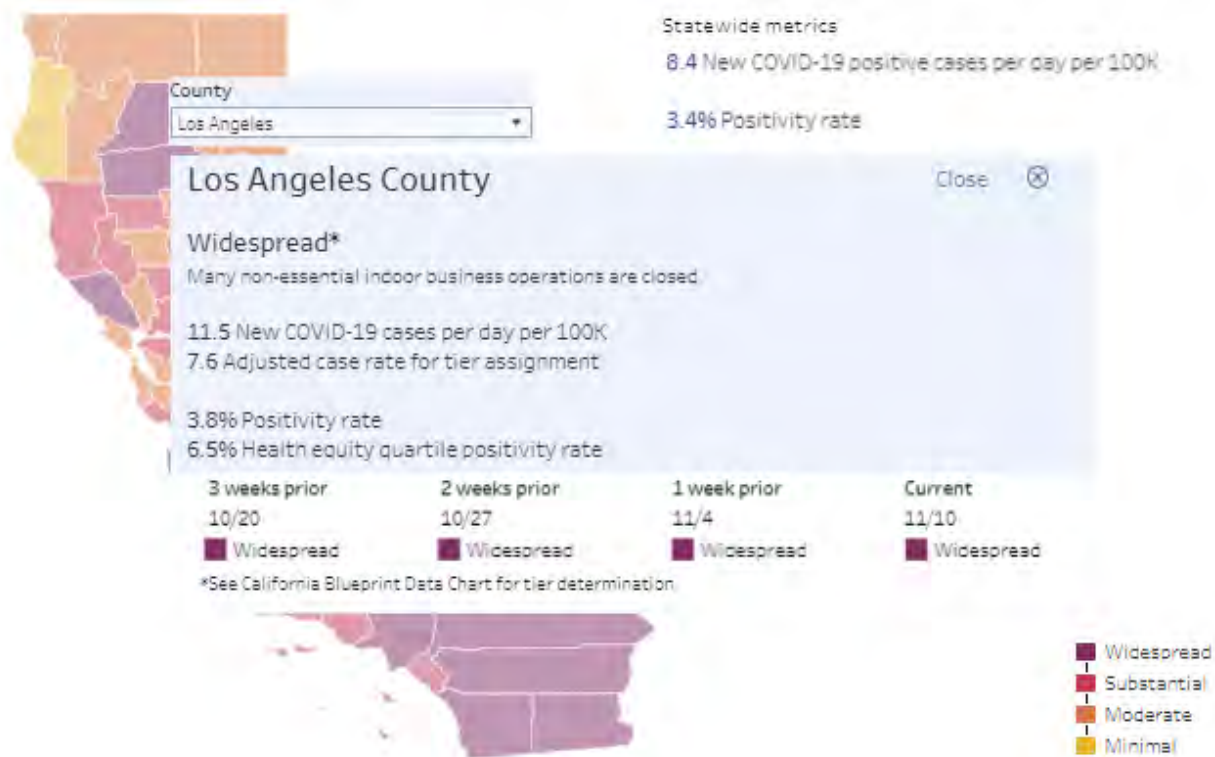 Statewide metrics
8.4 New COVID-19 positive cases per day per 100K
3.4% Positivity rate
County
Los Angeles
Los Angeles County
Close
Widespread*
Many non-essential indoor business operations are closed
11.5 New COVID-19 cases per day per 100K
7.6 Adjusted case rate for tier assignment
3.8% Positivity rate
6.5% Health equity quartile positivity rate
3 weeks prior 2 weeks prior 1 week prior Current
10/20 10/27 11/4 11/10
Widespread Widespread Widespread Widespread
*See California Blueprint Data Chart for tier determination
Widespread
Substantial
Moderate
Minimal